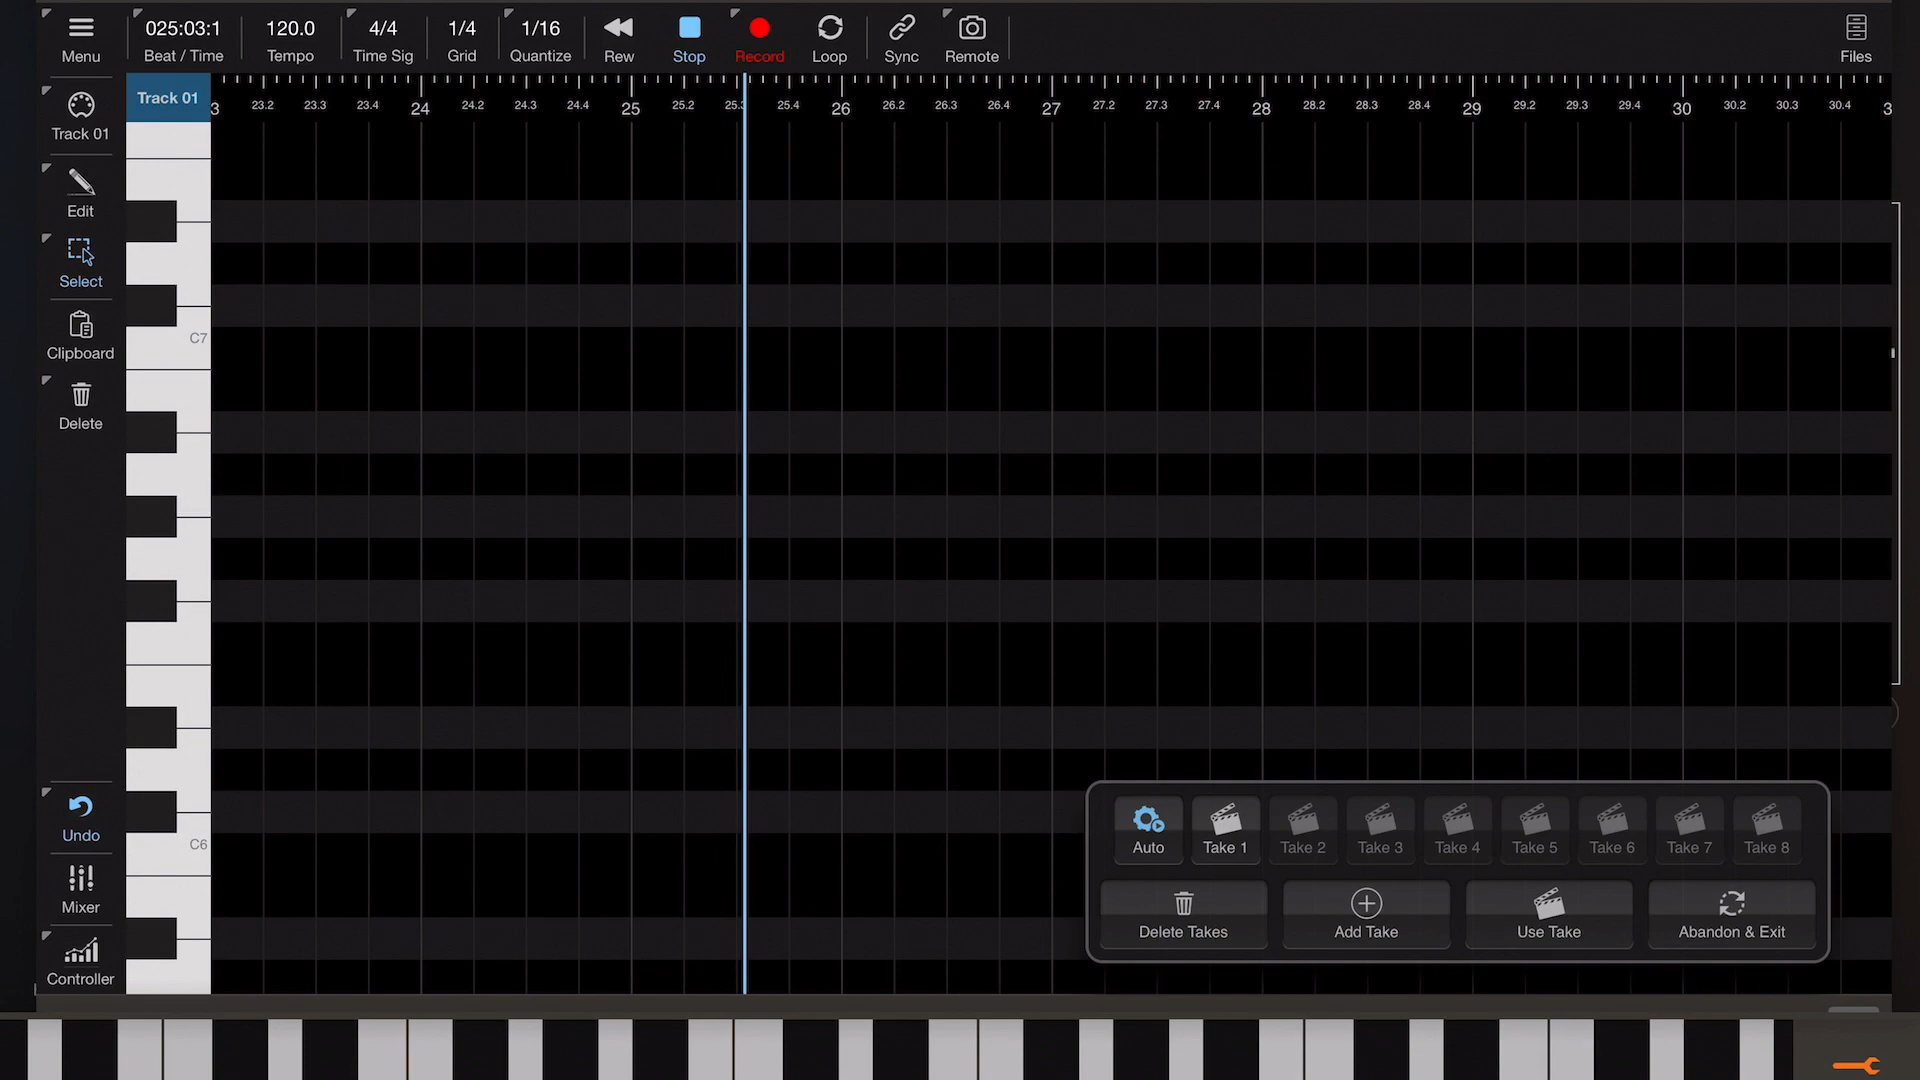 025:03:1 120.0 4/4 1/4 1/16
Menu Beat / Time Tempo Time Sig Grid Quantize Rew Stop Record Loop Sync Remote Files
Track 01
3 23.2 23.3 23.4 24 24.2 24.3 24.4 25 25.2 25.3 25.4 26 26.2 26.3 26.4 27 27.2 27.3 27.4 28 28.2 28.3 28.4 29 29.2 29.3 29.4 30 30.2 30.3 30.4 3
Track 01
Edit
Select
C7
Clipboard
Delete
Undo
C6
Mixer
Controller
Auto Take 1 Take 2 Take 3 Take 4 Take 5 Take 6 Take 7 Take 8
Delete Takes Add Take Use Take Abandon & Exit